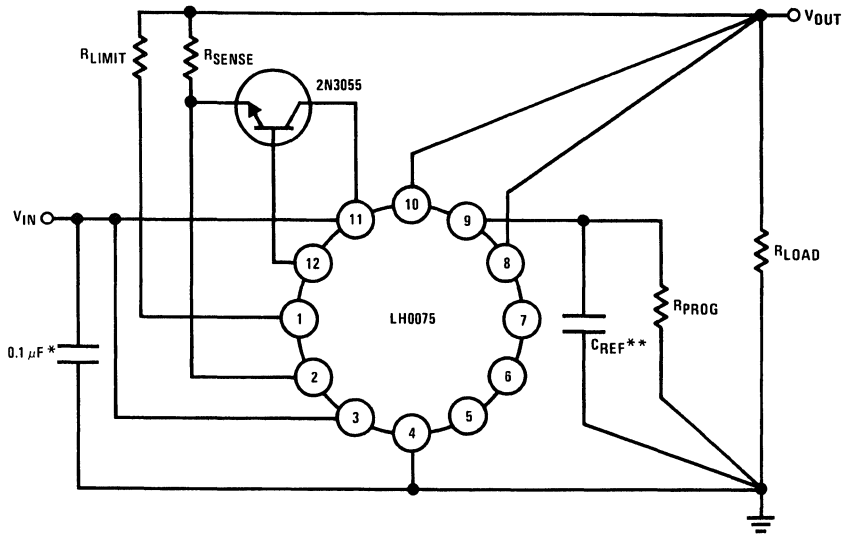 VOUT
RLIMIT
RSENSE
2N3055
VIN
10
11
9
12
8
RLOAD
1
LH0075
7
CREF**
RPROG
0.1 µF*
2
6
3
5
4